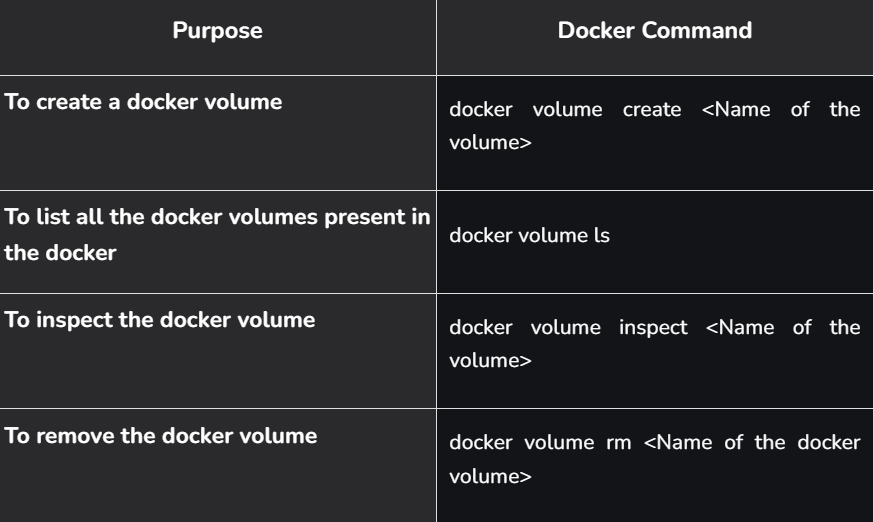 Purpose
Docker Command
To create a docker volume
docker volume create <Name of the
volume>
To list all the docker volumes present in
the docker
docker volume ls
To inspect the docker volume
docker volume inspect <Name of the
volume>
To remove the docker volume
docker volume rm <Name of the docker
volume>